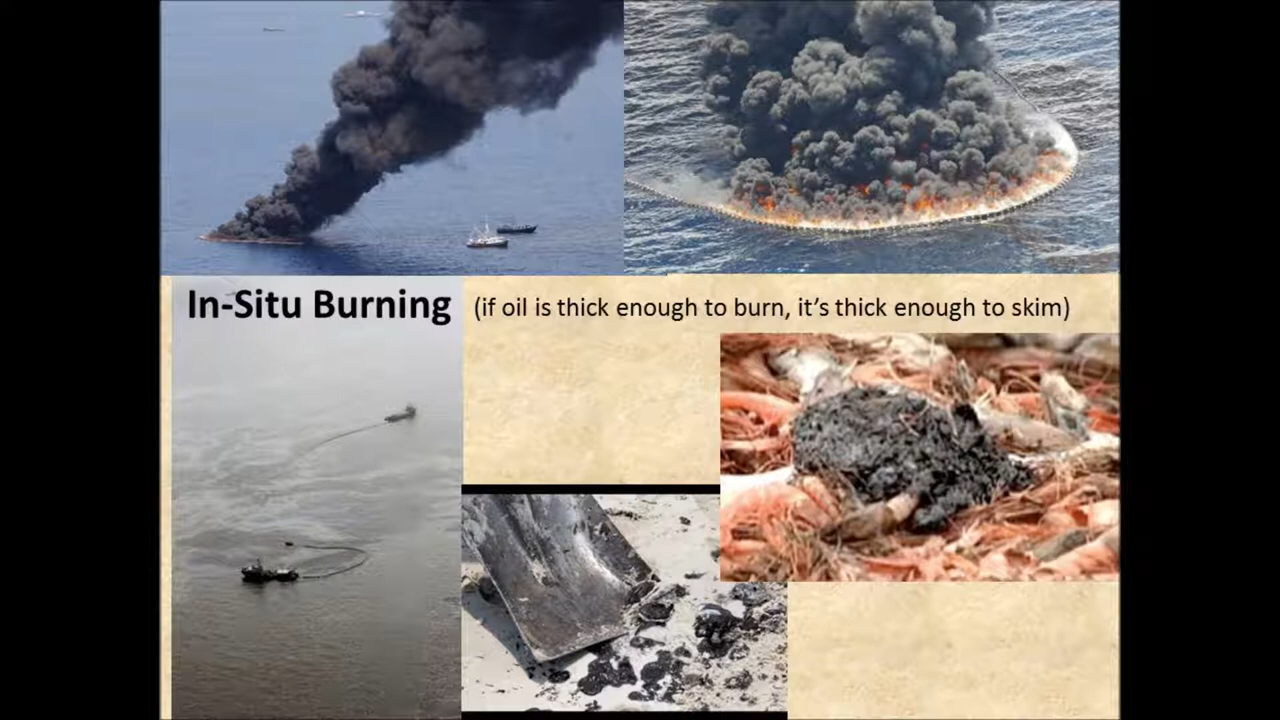 In-Situ Burning (if oil is thick enough to burn, it’s thick enough to skim)